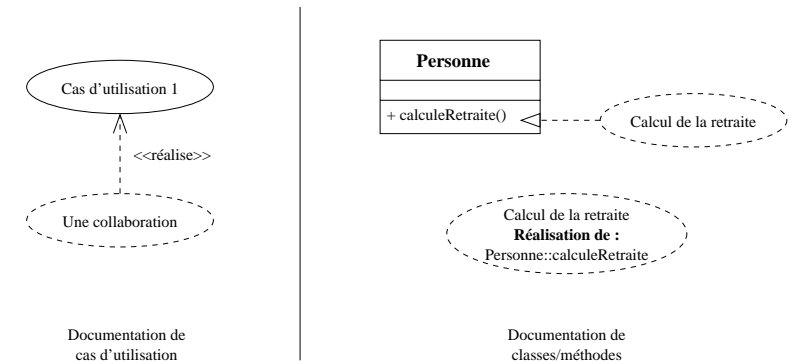 Cas d'utilisation 1
<<réalise>>
Une collaboration
Documentation de
cas d'utilisation
Personne
+ calculeRetraite()
Calcul de la retraite
Calcul de la retraite
Réalisation de :
Personne::calculeRetraite
Documentation de
classes/méthodes